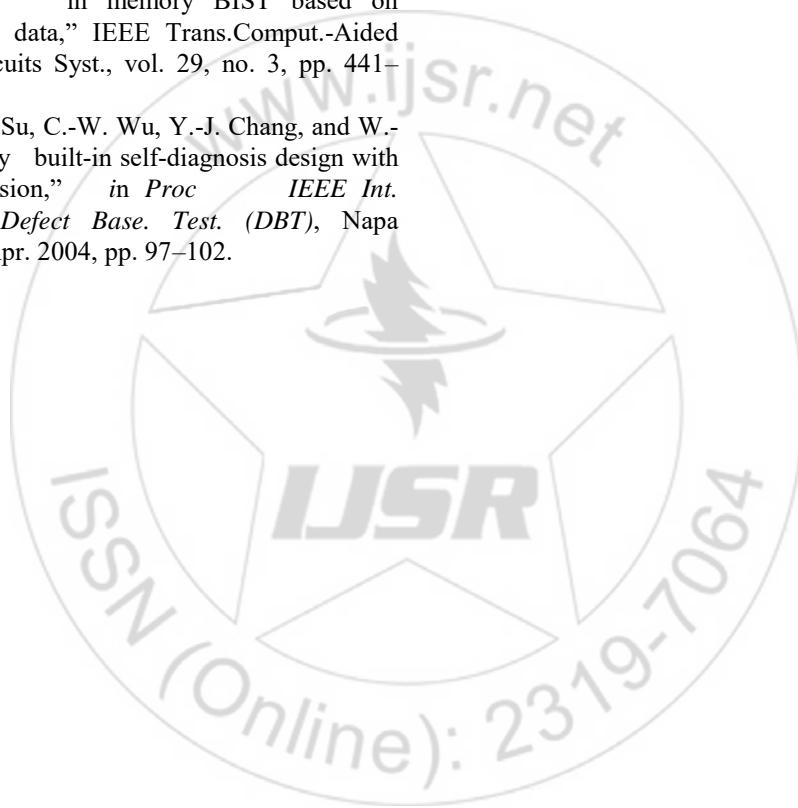 in memory BIST based on
data,” IEEE Trans.Comput.-Aided
cuits Syst., vol. 29, no. 3, pp. 441–
Su, C.-W. Wu, Y.-J. Chang, and W.-
y built-in self-diagnosis design with
sion,” in Proc IEEE Int.
Defect Base. Test. (DBT), Napa
pr. 2004, pp. 97–102.
www.ijsr.net
IJSR
ISSN (Online): 2319-7064